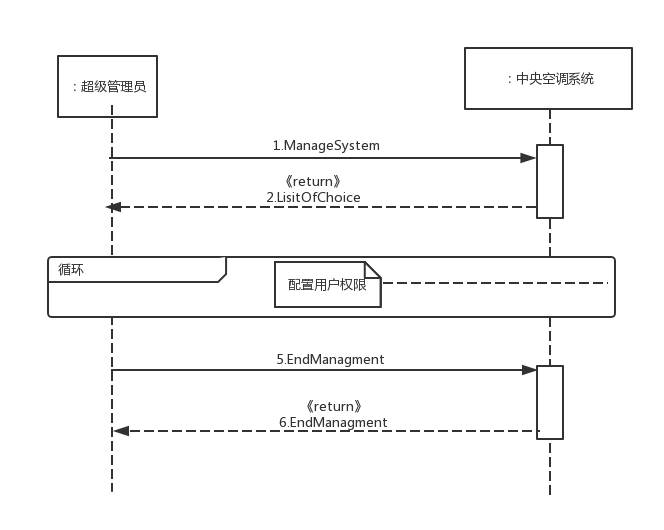 ：超级管理员
：中央空调系统
1.ManageSystem
《return》
2.LisitOfChoice
循环
配置用户权限
5.EndManagment
《return》
6.EndManagment